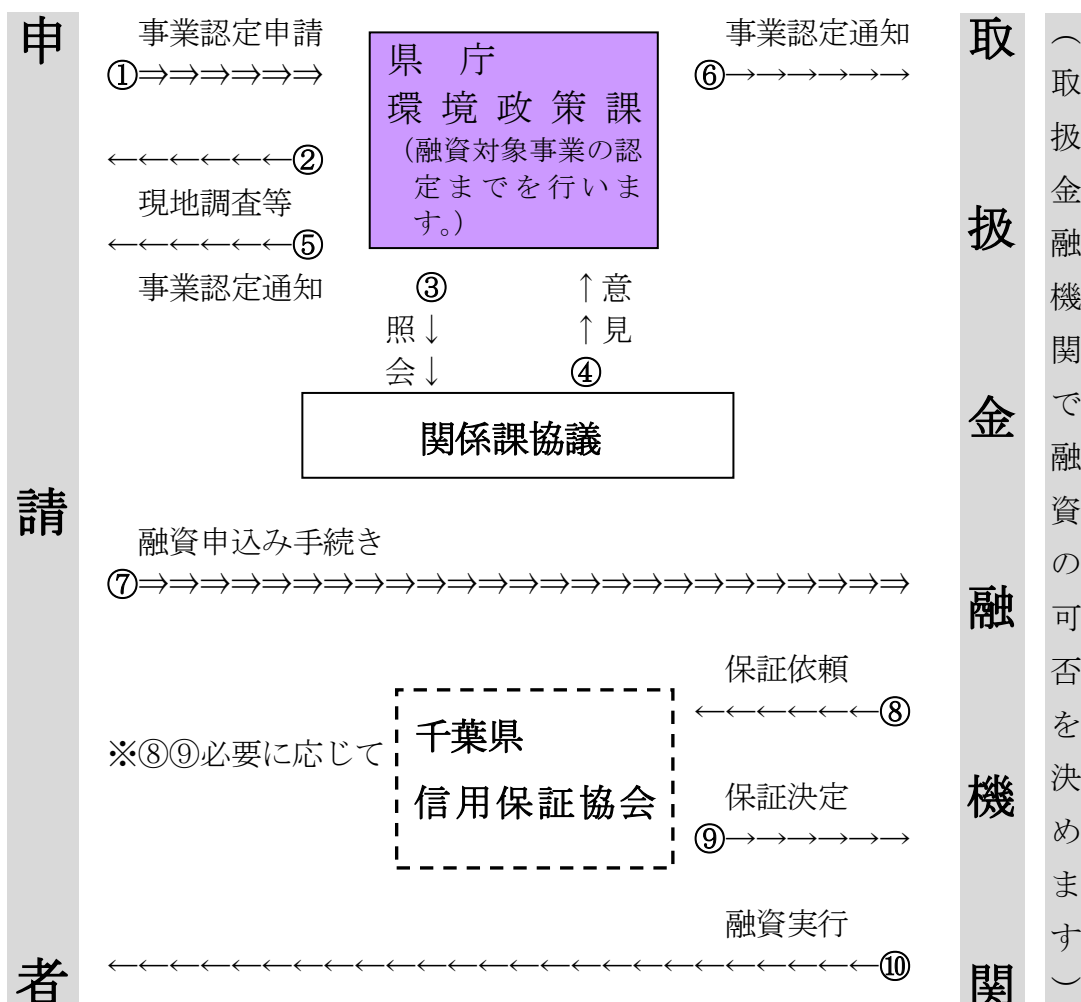 申請者
事業認定申請
①⇒⇒⇒⇒⇒⇒
←←←←←←②
現地調査等
←←←←←←⑤
事業認定通知
県庁
環境政策課
（融資対象事業の認
定までを行いま
す。）
事業認定通知
⑥→→→→→→
③
照↓
会↓
↑意
↑見
④
関係課協議
融資申込み手続き
⑦⇒⇒⇒⇒⇒⇒⇒⇒⇒⇒⇒⇒⇒⇒⇒⇒⇒⇒⇒⇒⇒⇒⇒⇒⇒
保証依頼
←←←←←←⑧
※⑧⑨必要に応じて
千葉県
信用保証協会
保証決定
⑨→→→→→→
融資実行
←←←←←←←←←←←←←←←←←←←←←←←←←⑩
取扱金融機関
（取扱金融機関で融資の可否を決めます）